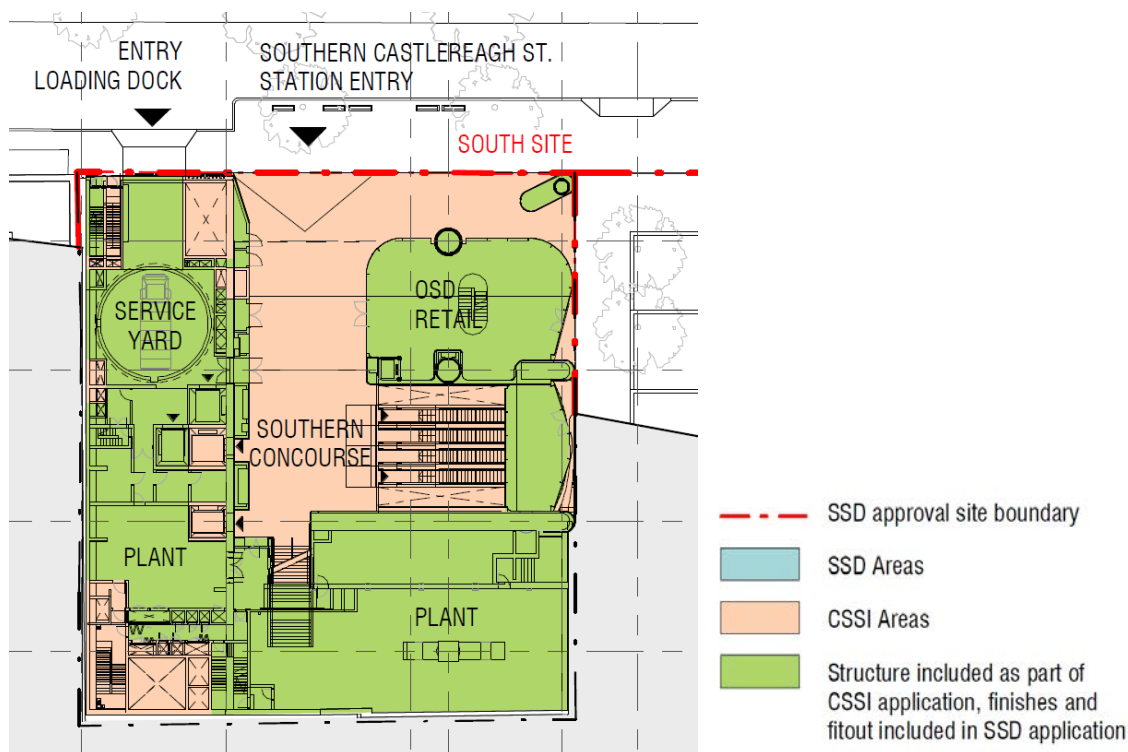 ENTRY
LOADING DOCK
SOUTHERN CASTLEREAGH ST.
STATION ENTRY
SOUTH SITE
OSD
RETAIL
SERVICE
YARD
SOUTHERN
CONCOURSE
PLANT
PLANT
SSD approval site boundary
SSD Areas
CSSI Areas
Structure included as part of
CSSI application, finishes and
fitout included in SSD application